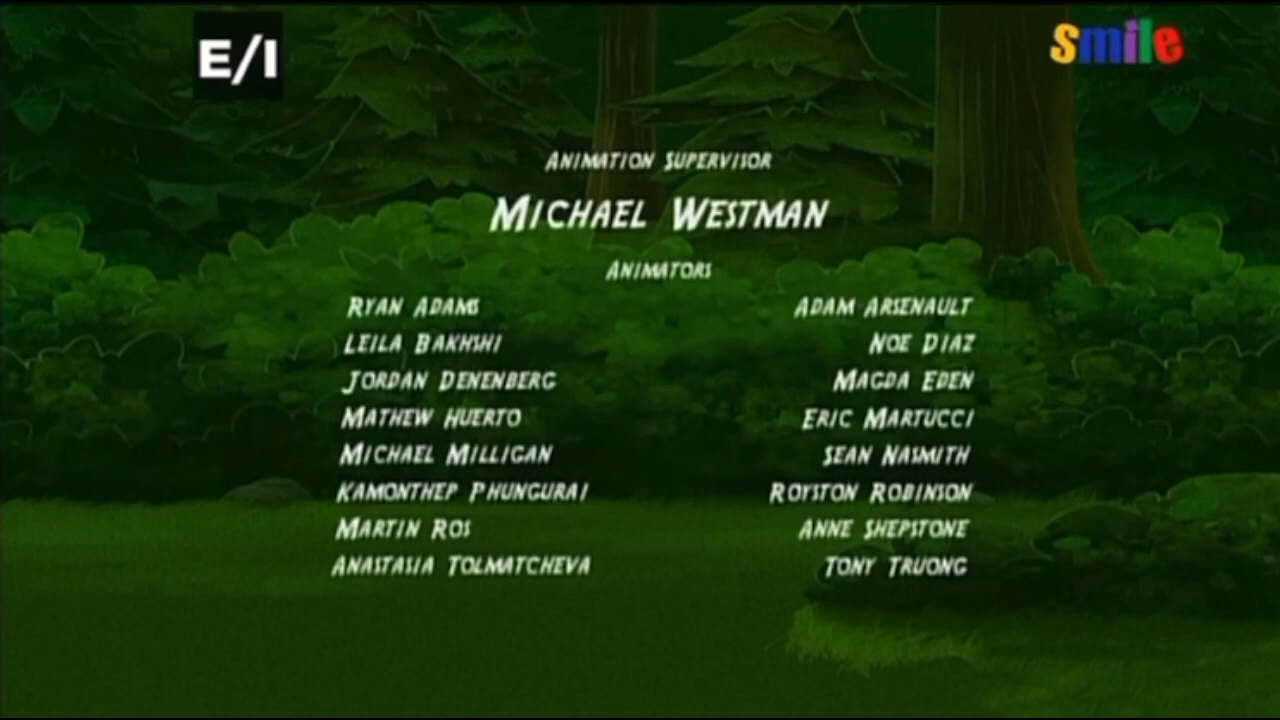 E/I
smile
ANIMATION SUPERVISOR
MICHAEL WESTMAN
ANIMATORS
RYAN ADAMS ADAM ARSENAULT
LEILA BAKHSHI NOE DIAZ
JORDAN DENENBERG MAGDA EDEN
MATHEW HUERTO ERIC MARTUCCI
MICHAEL MILLIGAN SEAN NASMITH
KAMONTHEP PHUNGURAI ROYSTON ROBINSON
MARTIN ROS ANNE SHEPSTONE
ANASTASIA TOLMATCHEVA TONY TRUONG